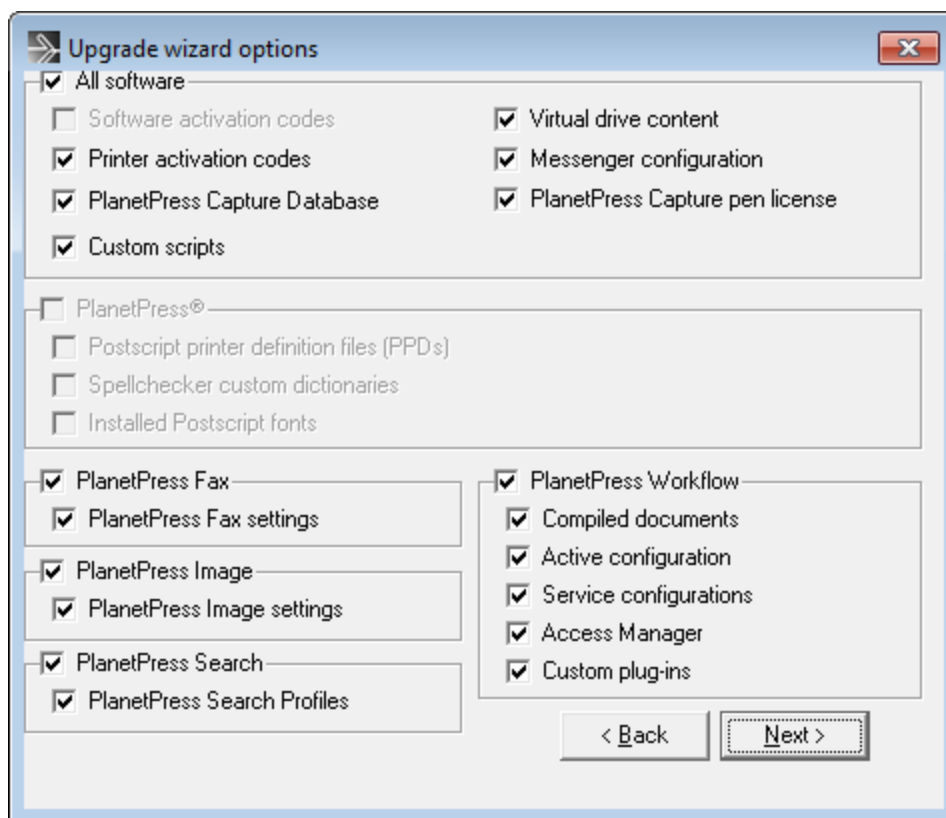 Upgrade wizard options
All software
Software activation codes
Virtual drive content
Printer activation codes
Messenger configuration
PlanetPress Capture Database
PlanetPress Capture pen license
Custom scripts
PlanetPress®
Postscript printer definition files (PPDs)
Spellchecker custom dictionaries
Installed Postscript fonts
PlanetPress Fax
PlanetPress Fax settings
PlanetPress Image
PlanetPress Image settings
PlanetPress Search
PlanetPress Search Profiles
PlanetPress Workflow
Compiled documents
Active configuration
Service configurations
Access Manager
Custom plug-ins
< Back
Next >